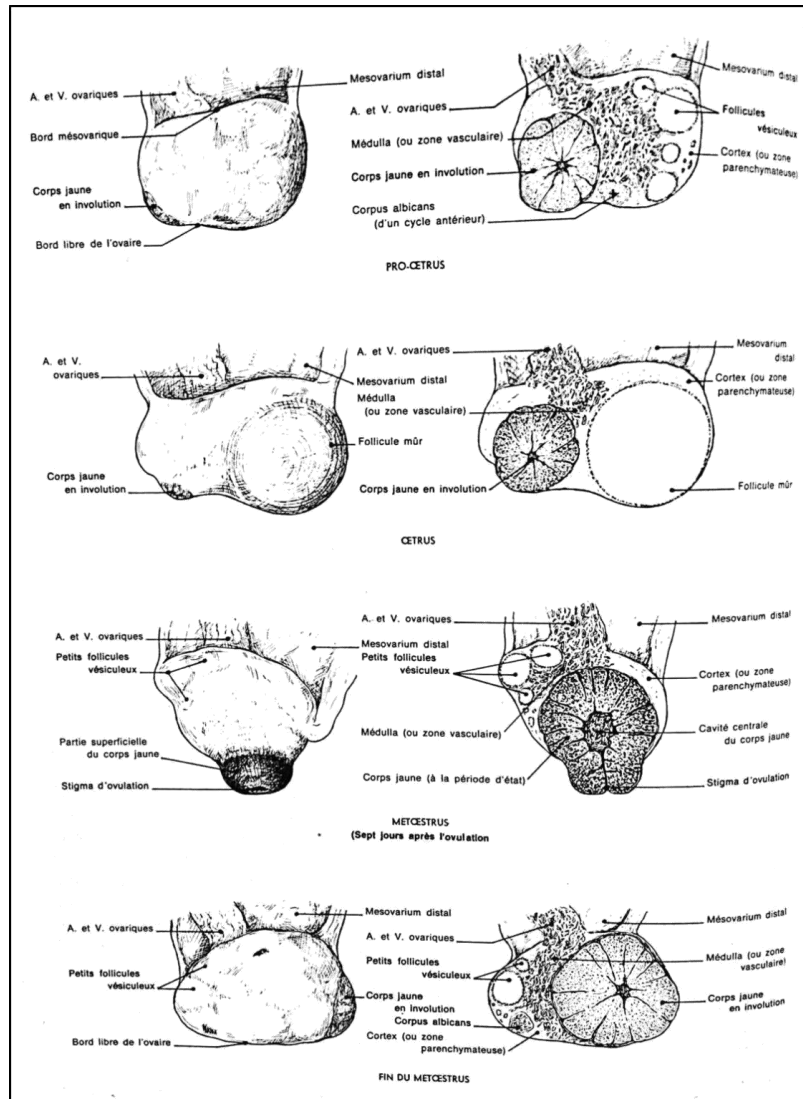 A. et V. ovariques
Bord mésovarique
Corps jaune
en involution
Bord libre de l'ovaire
Mesovarium distal
A. et V. ovariques
Médulla (ou zone vasculaire)
Corps jaune en involution
Corpus albicans
(d'un cycle antérieur)
Mesovarium distal
Follicules
vésiculeux
Cortex (ou zone
parenchymateuse)
PRO-ŒTRUS
A. et V.
ovariques
Corps jaune
en involution
Mesovarium distal
Follicule mûr
A. et V. ovariques
Médulla
(ou zone vasculaire)
Corps jaune en involution
Mesovarium
distal
Cortex (ou zone
parenchymateuse)
Follicule mûr
ŒTRUS
A. et V. ovariques
Petits follicules
vésiculeux
Partie superficielle
du corps jaune
Stigma d'ovulation
Mesovarium distal
A. et V. ovariques
Petits follicules
vésiculeux
Médulla (ou zone vasculaire)
Corps jaune (à la période d'état)
Mesovarium distal
Cortex (ou zone
parenchymateuse)
Cavité centrale
du corps jaune
Stigma d'ovulation
METŒSTRUS
(Sept jours après l'ovulation
A. et V. ovariques
Petits follicules
vésiculeux
Bord libre de l'ovaire
Mesovarium distal
Corps jaune
en involution
A. et V. ovariques
Petits follicules
vésiculeux
Corpus albicans
Cortex (ou zone
parenchymateuse)
Mésovarium distal
Médulla (ou zone
vasculaire)
Corps jaune
en involution
FIN DU METŒSTRUS